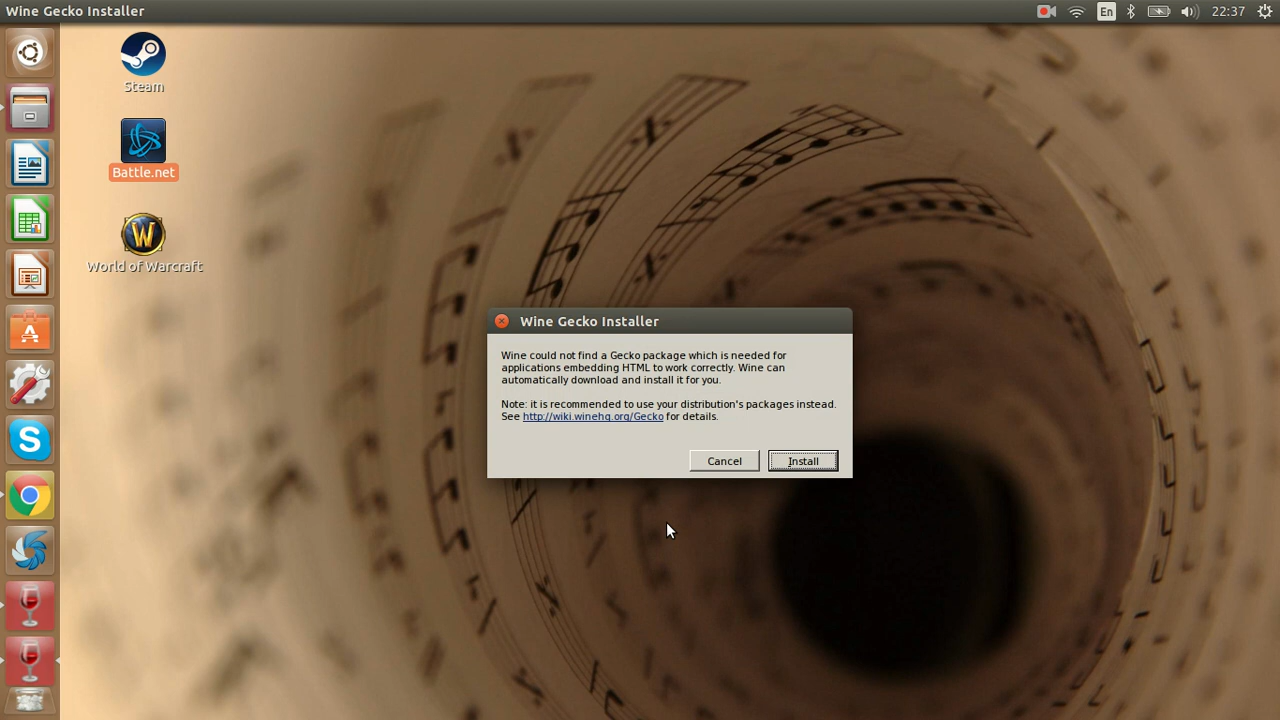 Wine Gecko Installer
En
22:37
Steam
Battle.net
W
World of Warcraft
A
S
Wine Gecko Installer
Wine could not find a Gecko package which is needed for
applications embedding HTML to work correctly. Wine can
automatically download and install it for you.
Note: it is recommended to use your distribution's packages instead.
See http://wiki.winehq.org/Gecko for details.
Cancel
Install